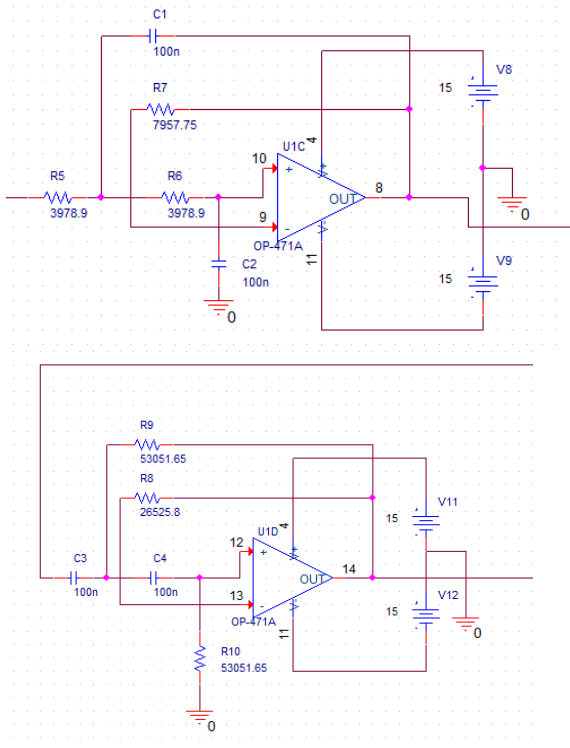 C1
100n
R7
7957.75
V8
15
U1C
4
10
+
R5
3978.9
R6
3978.9
8
OUT
9
-
OP-471A
11
0
C2
100n
0
V9
15
R9
53051.65
R8
26525.8
V11
15
U1D
4
12
+
C3
100n
C4
100n
14
OUT
13
-
OP-471A
11
V12
15
0
R10
53051.65
0